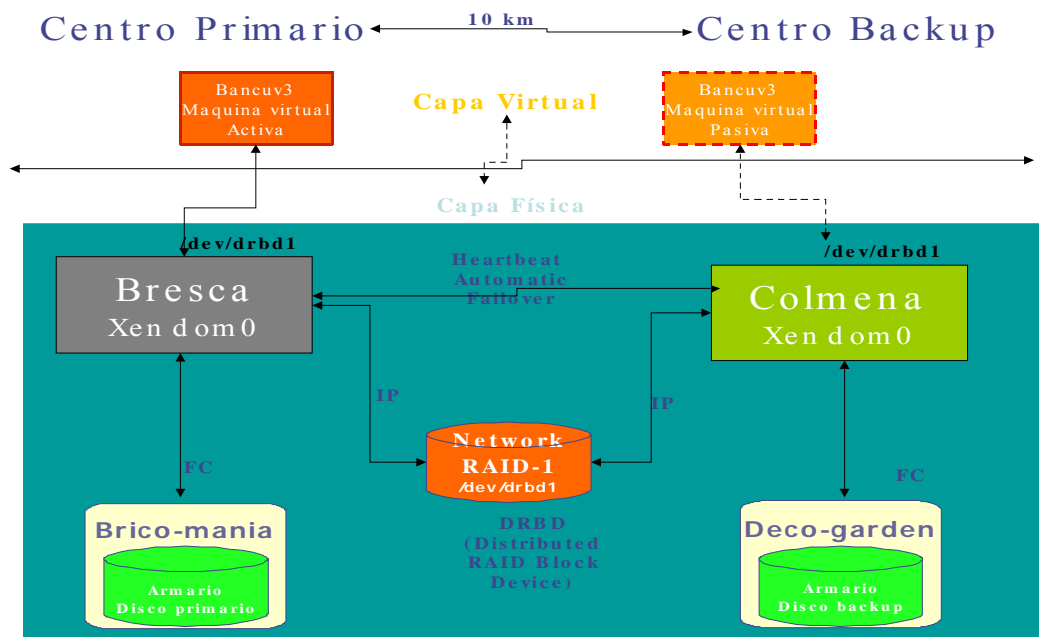 Centro Primario
10 km
Centro Backup
Bancuv3
Maquina virtual
Activa
Capa Virtual
Bancuv3
Maquina virtual
Pasiva
Capa Física
/dev/drbd1
/dev/drbd1
Bresca
Xen dom0
Heartbeat
Automatic
Fallover
Colmena
Xen dom0
IP
IP
Network
RAID-1
/dev/drbd1
FC
FC
Brico-mania
Armario
Disco primario
DRBD
(Distributed
RAID Block
Device)
Deco-garden
Armario
Disco backup